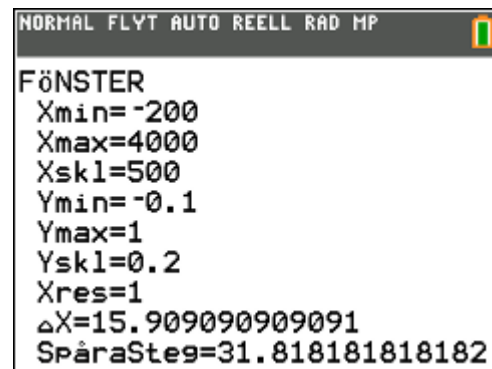 NORMAL FLYT AUTO REELL RAD MP
FöNSTER
Xmin=-200
Xmax=4000
Xskl=500
Ymin=-0.1
Ymax=1
Yskl=0.2
Xres=1
△X=15.909090909091
SpåraSteg=31.818181818182